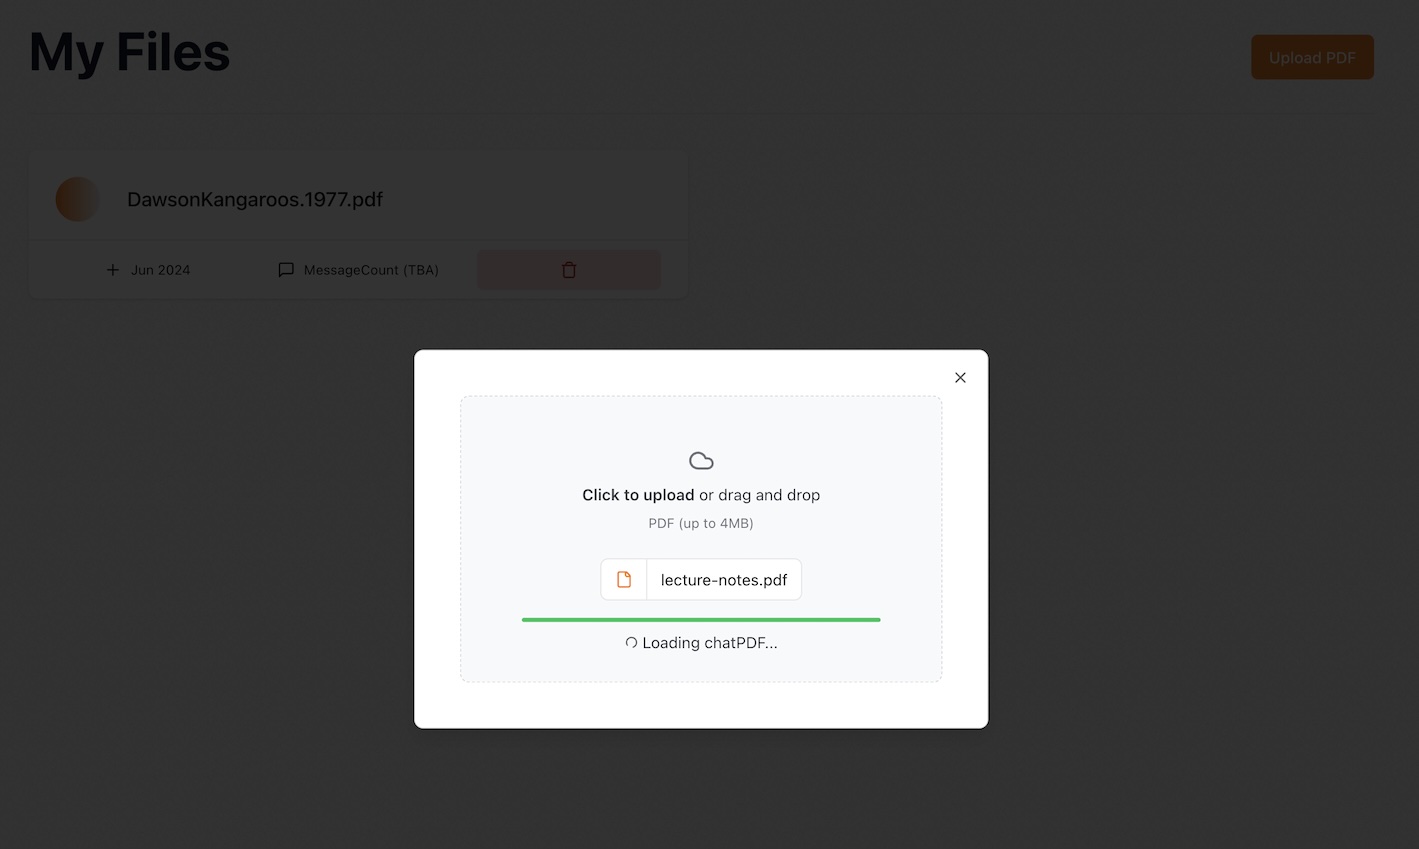 My Files
Upload PDF
DawsonKangaroos.1977.pdf
Jun 2024
MessageCount (TBA)
Click to upload or drag and drop
PDF (up to 4MB)
lecture-notes.pdf
Loading chatPDF...